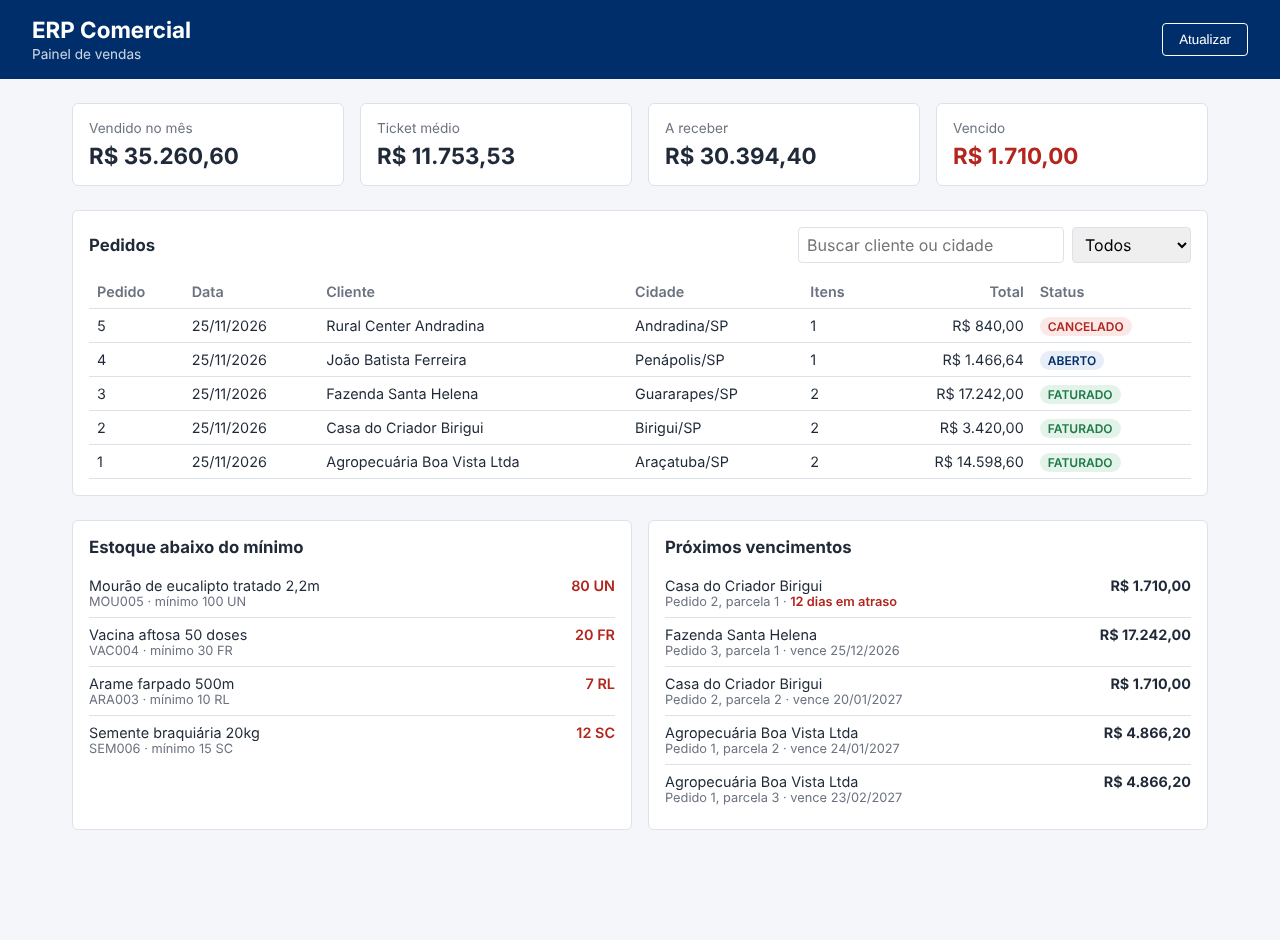 ERP Comercial
Painel de vendas
Atualizar
Vendido no mês
R$ 35.260,60
Ticket médio
R$ 11.753,53
A receber
R$ 30.394,40
Vencido
R$ 1.710,00
Pedidos
Buscar cliente ou cidade
Todos
Pedido Data Cliente Cidade Itens Total Status
5 25/11/2026 Rural Center Andradina Andradina/SP 1 R$ 840,00 CANCELADO
4 25/11/2026 João Batista Ferreira Penápolis/SP 1 R$ 1.466,64 ABERTO
3 25/11/2026 Fazenda Santa Helena Guararapes/SP 2 R$ 17.242,00 FATURADO
2 25/11/2026 Casa do Criador Birigui Birigui/SP 2 R$ 3.420,00 FATURADO
1 25/11/2026 Agropecuária Boa Vista Ltda Araçatuba/SP 2 R$ 14.598,60 FATURADO
Estoque abaixo do mínimo
Mourão de eucalipto tratado 2,2m 80 UN
MOU005 · mínimo 100 UN
Vacina aftosa 50 doses 20 FR
VAC004 · mínimo 30 FR
Arame farpado 500m 7 RL
ARA003 · mínimo 10 RL
Semente braquiária 20kg 12 SC
SEM006 · mínimo 15 SC
Próximos vencimentos
Casa do Criador Birigui R$ 1.710,00
Pedido 2, parcela 1 · 12 dias em atraso
Fazenda Santa Helena R$ 17.242,00
Pedido 3, parcela 1 · vence 25/12/2026
Casa do Criador Birigui R$ 1.710,00
Pedido 2, parcela 2 · vence 20/01/2027
Agropecuária Boa Vista Ltda R$ 4.866,20
Pedido 1, parcela 2 · vence 24/01/2027
Agropecuária Boa Vista Ltda R$ 4.866,20
Pedido 1, parcela 3 · vence 23/02/2027